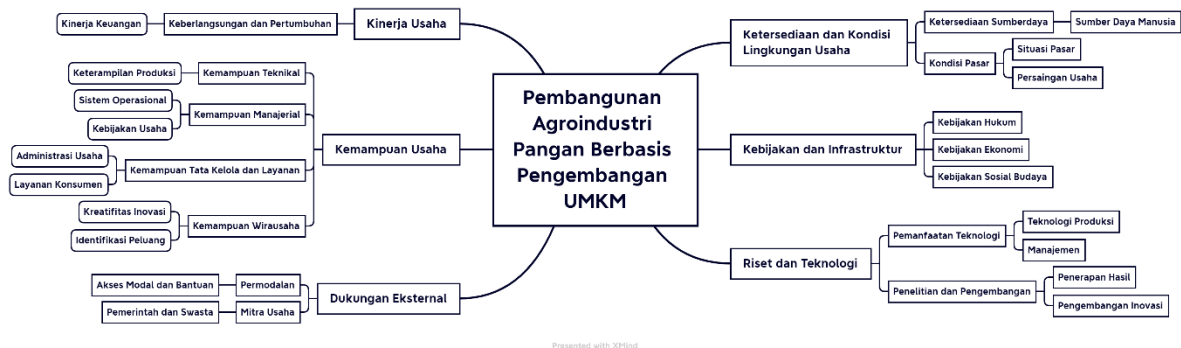 Pembangunan
Agroindustri
Pangan Berbasis
Pengembangan
UMKM
Kinerja Usaha
Keberlangsungan dan Pertumbuhan
Kinerja Keuangan
Kemampuan Usaha
Kemampuan Teknikal
Keterampilan Produksi
Kemampuan Manajerial
Sistem Operasional
Kebijakan Usaha
Kemampuan Tata Kelola dan Layanan
Administrasi Usaha
Layanan Konsumen
Kemampuan Wirausaha
Kreatifitas Inovasi
Identifikasi Peluang
Dukungan Eksternal
Permodalan
Akses Modal dan Bantuan
Mitra Usaha
Pemerintah dan Swasta
Ketersediaan dan Kondisi
Lingkungan Usaha
Ketersediaan Sumberdaya
Sumber Daya Manusia
Kondisi Pasar
Situasi Pasar
Persaingan Usaha
Kebijakan dan Infrastruktur
Kebijakan Hukum
Kebijakan Ekonomi
Kebijakan Sosial Budaya
Riset dan Teknologi
Pemanfaatan Teknologi
Teknologi Produksi
Manajemen
Penelitian dan Pengembangan
Penerapan Hasil
Pengembangan Inovasi
Presented with XMind